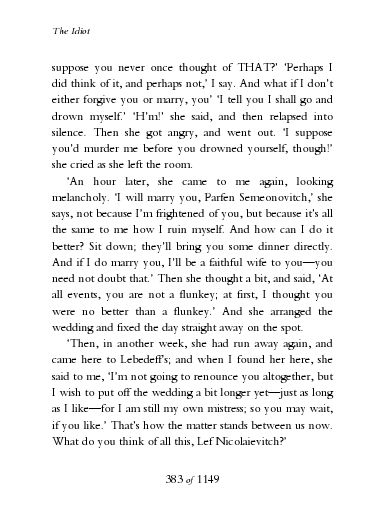 The Idiot
suppose you never once thought of THAT?’ ‘Perhaps I
did think of it, and perhaps not,’ I say. And what if I don’t
either forgive you or marry, you’ ‘I tell you I shall go and
drown myself.’ ‘H’m!’ she said, and then relapsed into
silence. Then she got angry, and went out. ‘I suppose
you’d murder me before you drowned yourself, though!’
she cried as she left the room.
‘An hour later, she came to me again, looking
melancholy. ‘I will marry you, Parfen Semeonovitch,’ she
says, not because I’m frightened of you, but because it’s all
the same to me how I ruin myself. And how can I do it
better? Sit down; they’ll bring you some dinner directly.
And if I do marry you, I’ll be a faithful wife to you—you
need not doubt that.’ Then she thought a bit, and said, ‘At
all events, you are not a flunkey; at first, I thought you
were no better than a flunkey.’ And she arranged the
wedding and fixed the day straight away on the spot.
‘Then, in another week, she had run away again, and
came here to Lebedeff’s; and when I found her here, she
said to me, ‘I’m not going to renounce you altogether, but
I wish to put off the wedding a bit longer yet—just as long
as I like—for I am still my own mistress; so you may wait,
if you like.’ That’s how the matter stands between us now.
What do you think of all this, Lef Nicolaievitch?’
383 of 1149